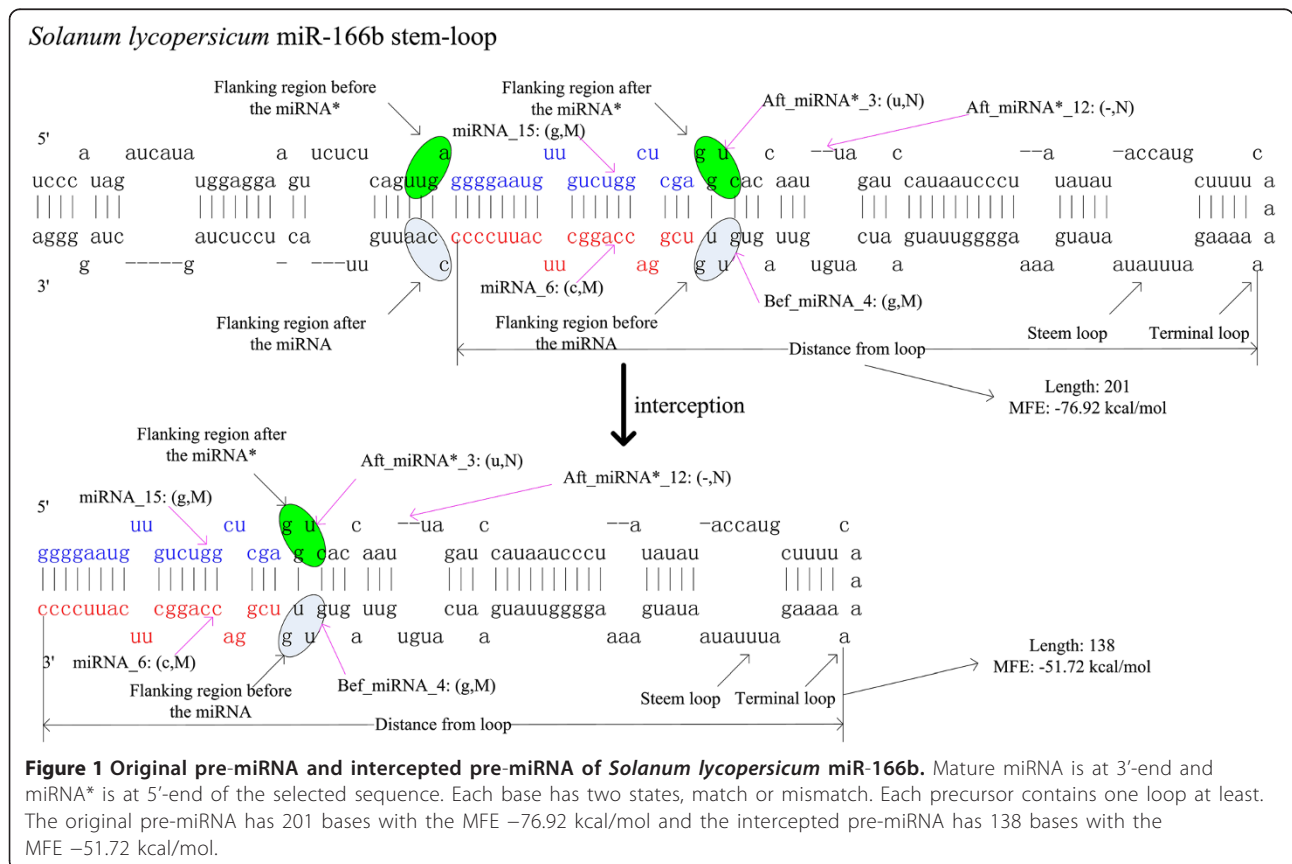 Solanum lycopersicum miR-166b stem-loop
Flanking region before
the miRNA*
Flanking region after
the miRNA*
Aft_miRNA*_3: (u,N)
Aft_miRNA*_12: (-,N)
miRNA_15: (g,M)
5'
a aucaua a ucucu a uu cu g u c --ua c --a -accaug c
uccc uag uggagga gu caguug ggggaaug gucugg cga g cac aau gau cauaaucccu uauau cuuuu a
a
aggg auc aucuccu ca guuaac ccccuuac cggacc gcu u gug uug cua guauugggga guaua gaaaa a
g -----g - ---uu c uu ag g u a ugua a aaa auauuua a
3'
miRNA_6: (c,M)
Bef_miRNA_4: (g,M)
Flanking region after
the miRNA
Flanking region before
the miRNA
Steem loop
Terminal loop
Distance from loop
Length: 201
MFE: -76.92 kcal/mol
interception
Flanking region after
the miRNA*
Aft_miRNA*_3: (u,N)
Aft_miRNA*_12: (-,N)
miRNA_15: (g,M)
5'
uu cu g u c --ua c --a -accaug c
ggggaaug gucugg cga g cac aau gau cauaaucccu uauau cuuuu a
a
ccccuuac cggacc gcu u gug uug cua guauugggga guaua gaaaa a
uu ag g u a ugua a aaa auauuua a
3'
miRNA_6: (c,M)
Flanking region before
the miRNA
Bef_miRNA_4: (g,M)
Steem loop
Terminal loop
Distance from loop
Length: 138
MFE: -51.72 kcal/mol
Figure 1 Original pre-miRNA and intercepted pre-miRNA of Solanum lycopersicum miR-166b. Mature miRNA is at 3'-end and
miRNA* is at 5'-end of the selected sequence. Each base has two states, match or mismatch. Each precursor contains one loop at least.
The original pre-miRNA has 201 bases with the MFE −76.92 kcal/mol and the intercepted pre-miRNA has 138 bases with the
MFE −51.72 kcal/mol.